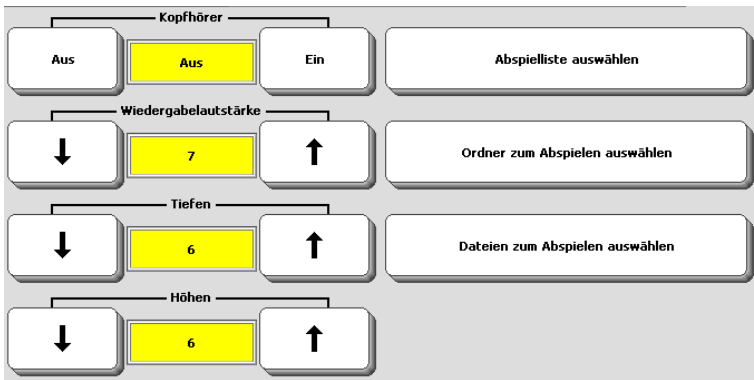 Kopfhörer
Aus
Aus
Ein
Abspielliste auswählen
Wiedergabelautstärke
7
Ordner zum Abspielen auswählen
Tiefen
6
Dateien zum Abspielen auswählen
Höhen
6